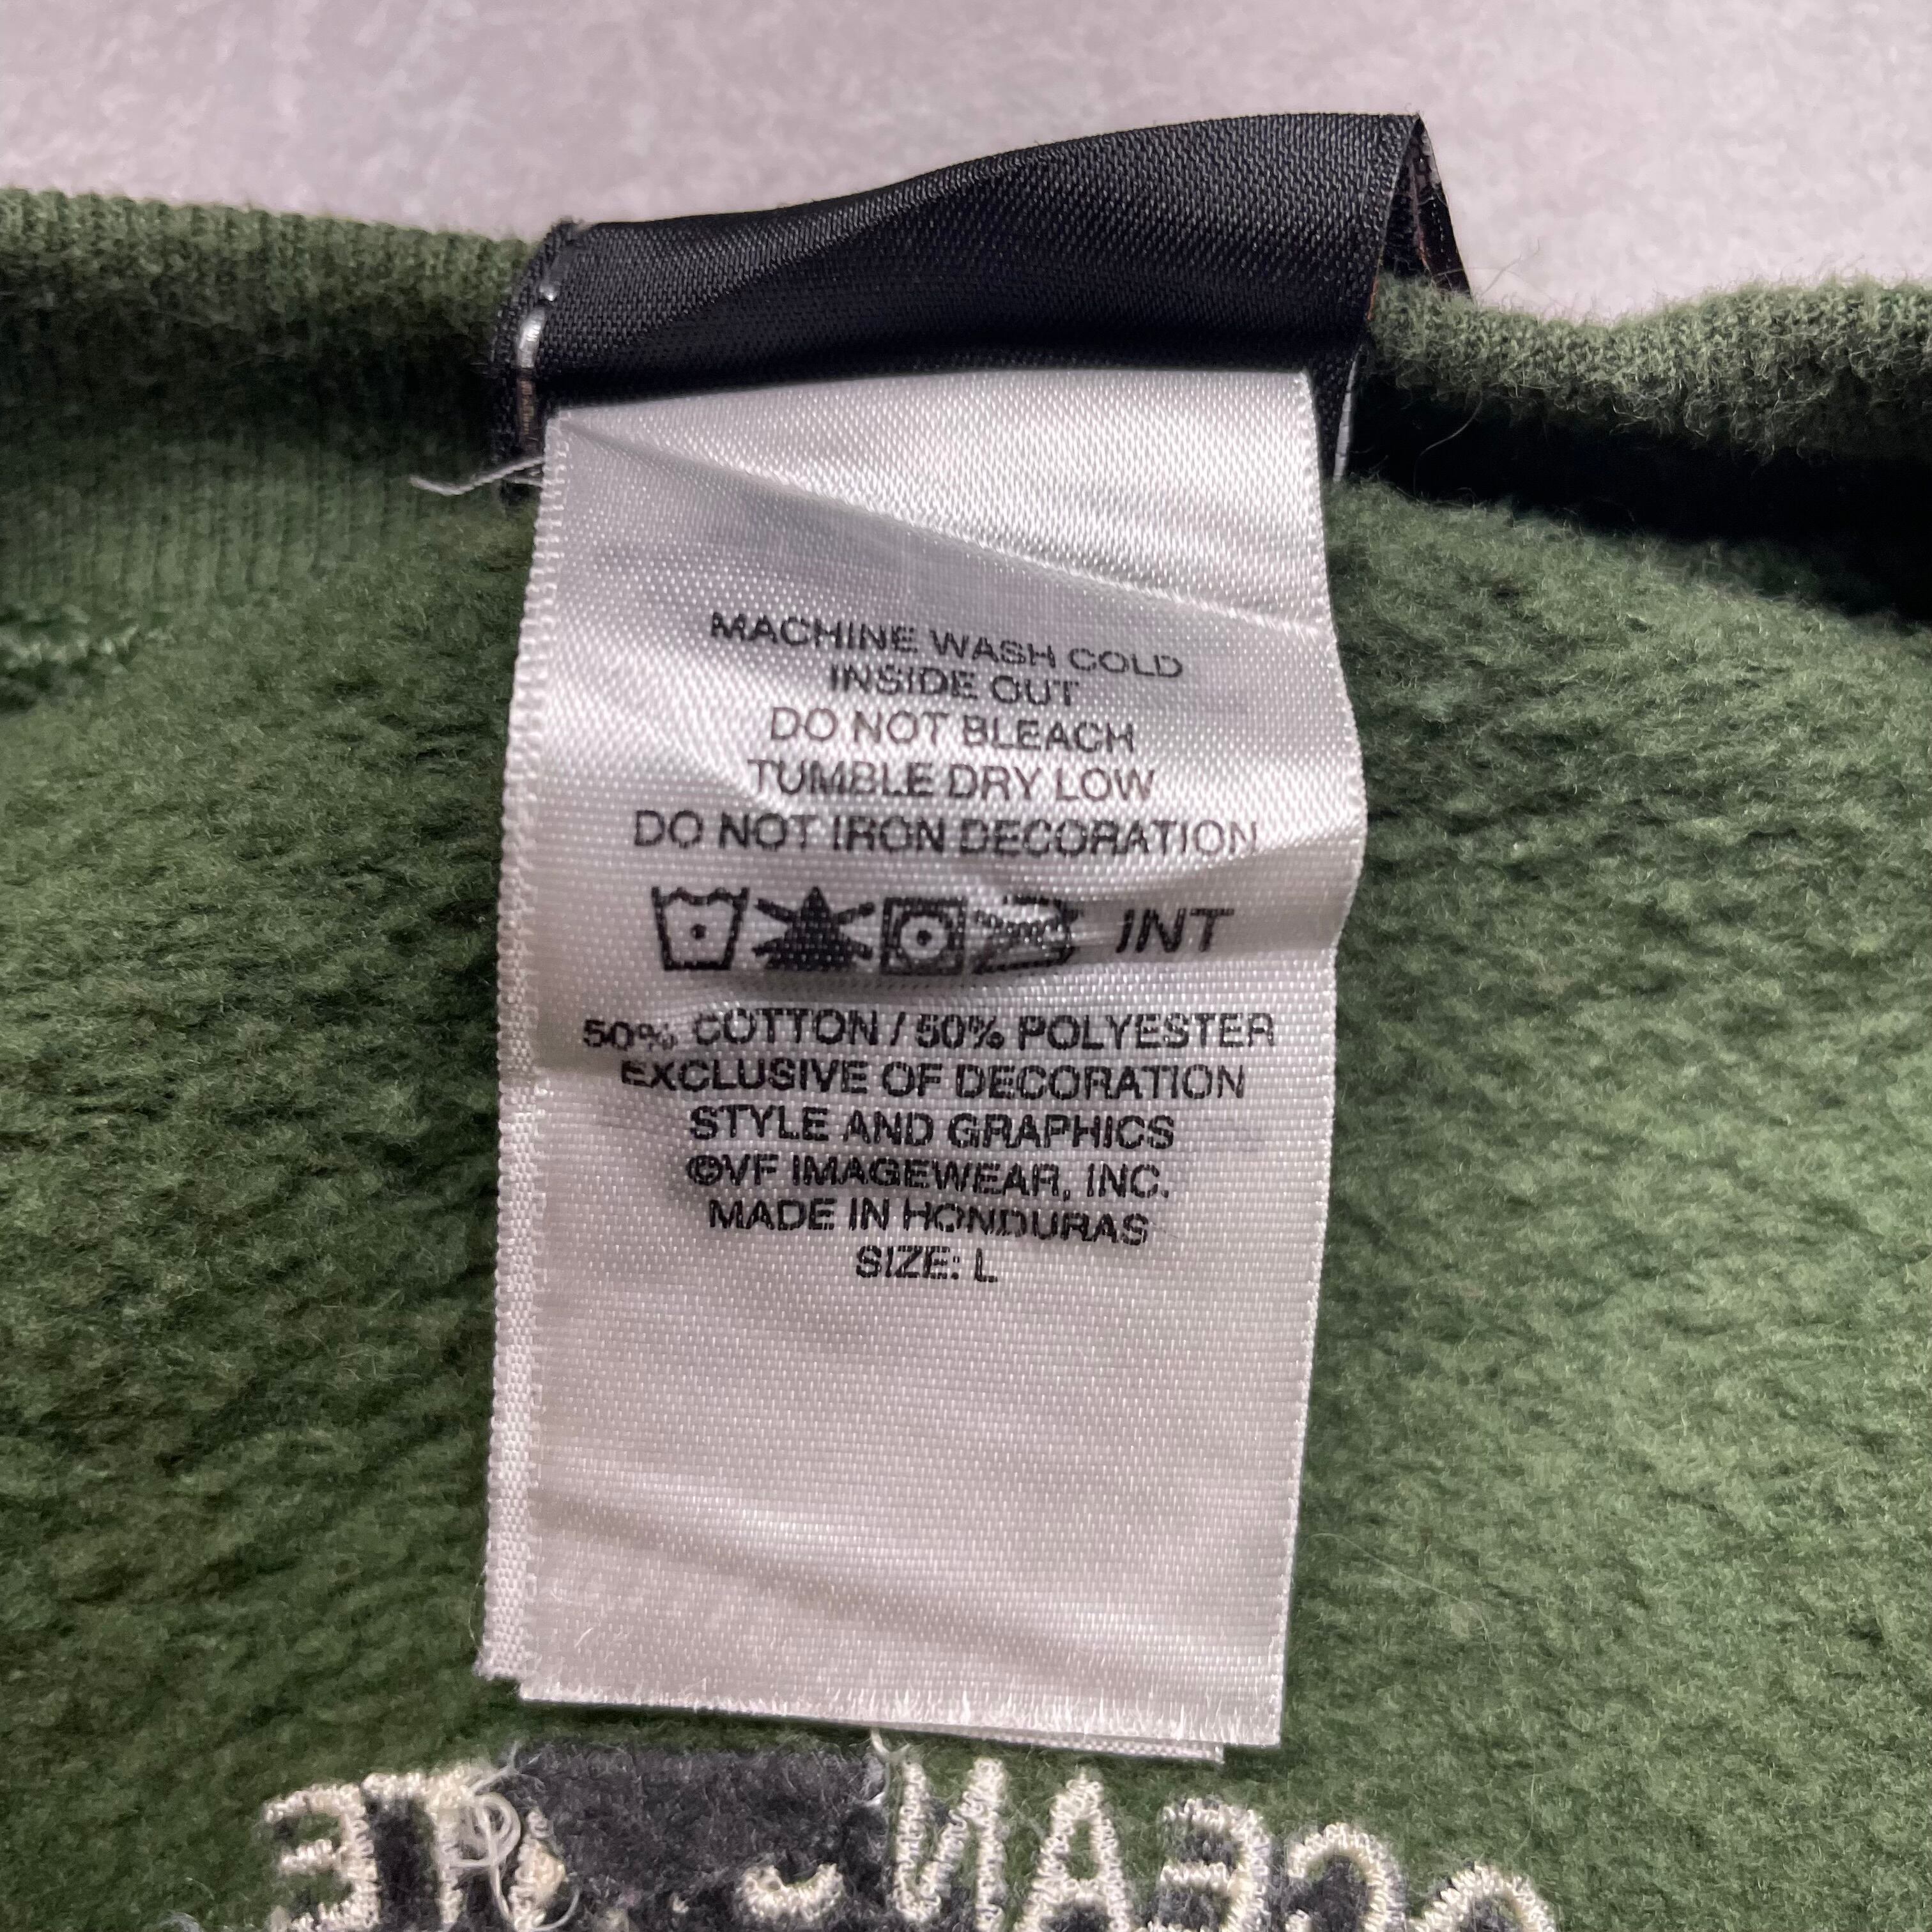 MACHINE WASH COLD
INSIDE OUT
DO NOT BLEACH
TUMBLE DRY LOW
DO NOT IRON DECORATION
INT
50% COTTON / 50% POLYESTER
EXCLUSIVE OF DECORATION
STYLE AND GRAPHICS
©VF IMAGEWEAR, INC.
MADE IN HONDURAS
SIZE: L
OCEAN